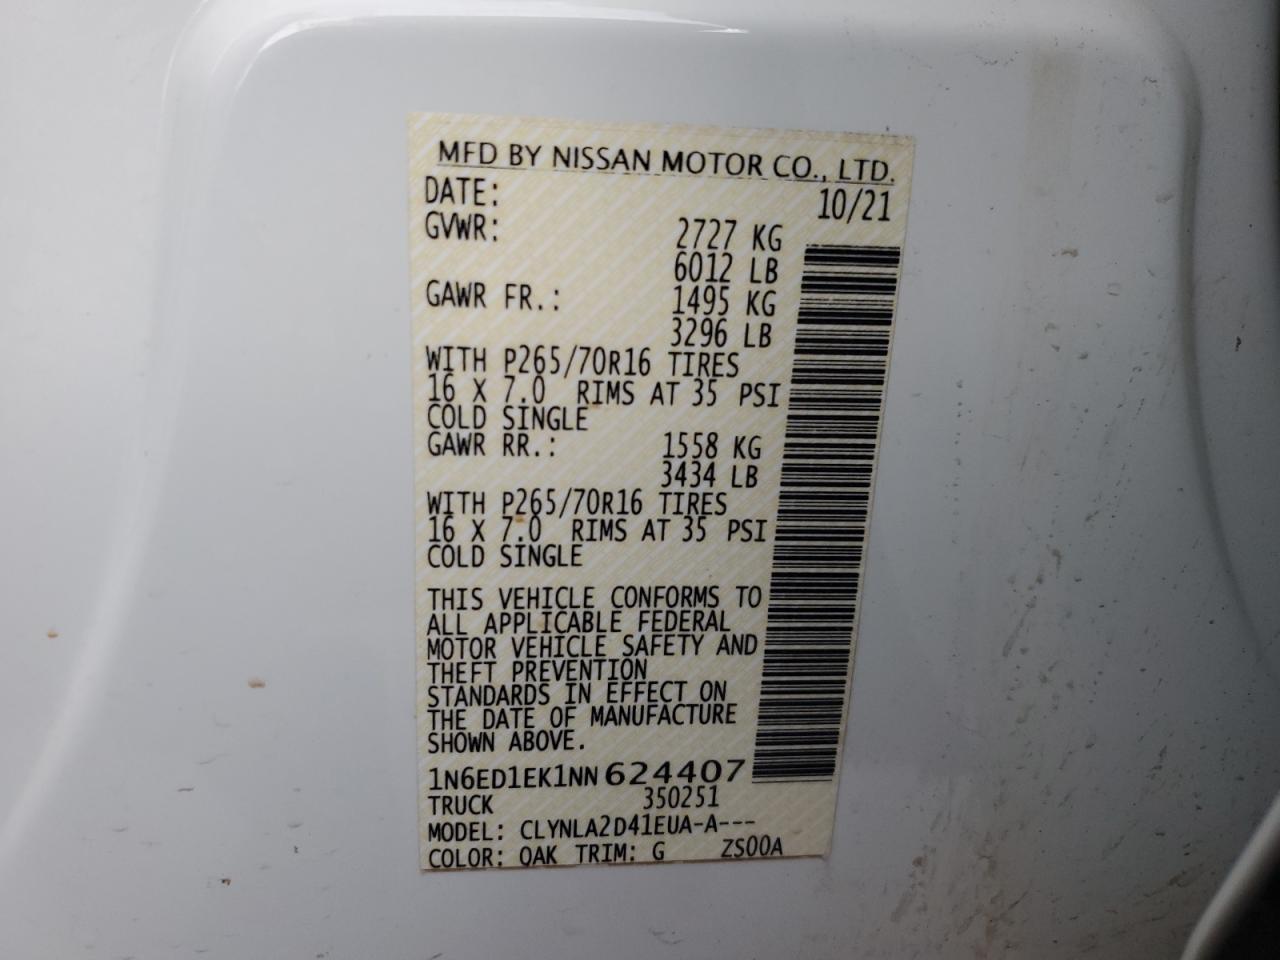 MFD BY NISSAN MOTOR CO., LTD.
DATE: 10/21
GVWR: 2727 KG
6012 LB
GAWR FR.: 1495 KG
3296 LB
WITH P265/70R16 TIRES
16 X 7.0 RIMS AT 35 PSI
COLD SINGLE
GAWR RR.: 1558 KG
3434 LB
WITH P265/70R16 TIRES
16 X 7.0 RIMS AT 35 PSI
COLD SINGLE
THIS VEHICLE CONFORMS TO
ALL APPLICABLE FEDERAL
MOTOR VEHICLE SAFETY AND
THEFT PREVENTION
STANDARDS IN EFFECT ON
THE DATE OF MANUFACTURE
SHOWN ABOVE.
1N6ED1EK1NN624407
TRUCK 350251
MODEL: CLYNLA2D41EUA-A---
COLOR: QAK TRIM: G ZS00A